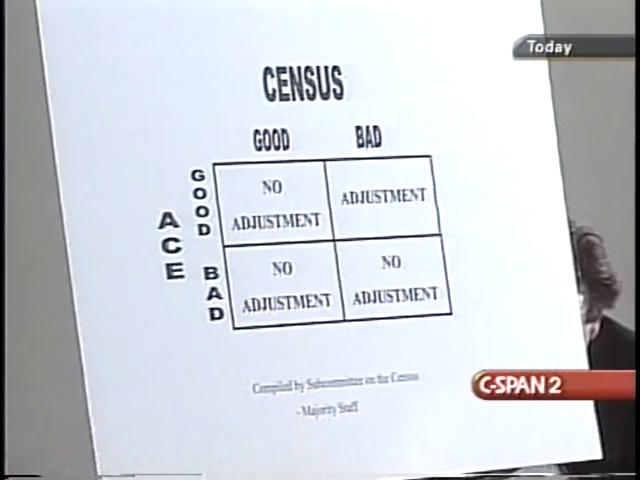 Today
CENSUS
GOOD BAD
ACE
GOOD
NO
ADJUSTMENT
ADJUSTMENT
BAD
NO
ADJUSTMENT
NO
ADJUSTMENT
Compiled by Subcommittee on the Census
- Majority Staff
C-SPAN 2